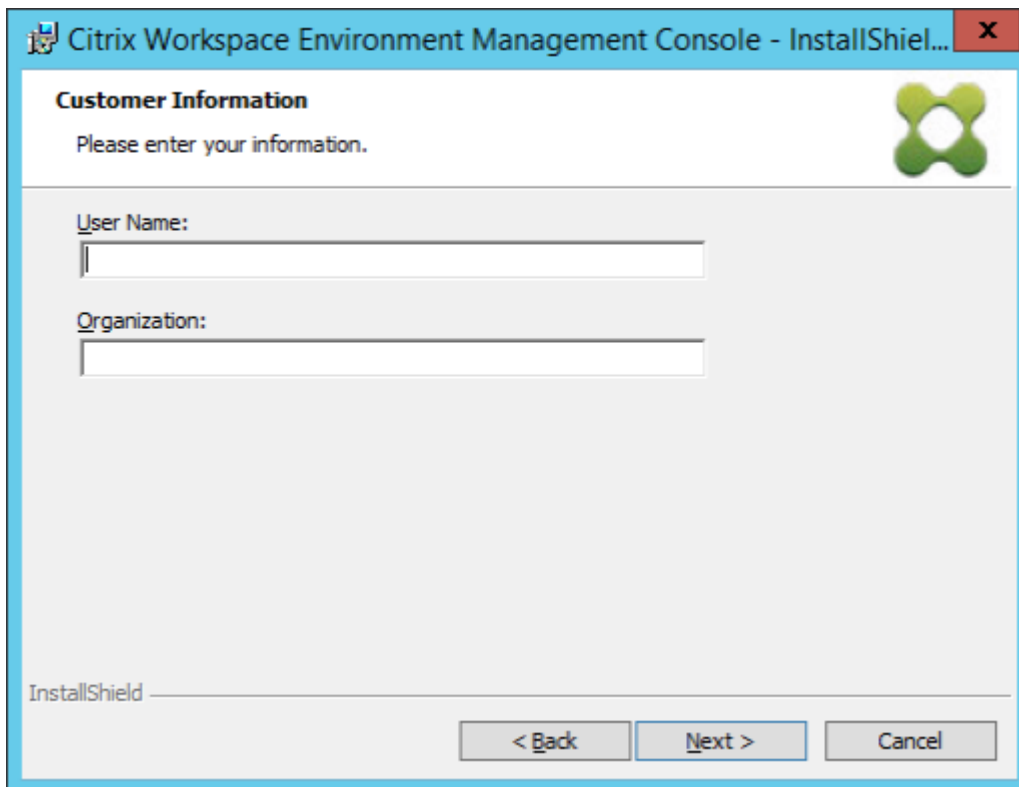 Citrix Workspace Environment Management Console - InstallShiel...
x
Customer Information
Please enter your information.
User Name:
Organization:
InstallShield
< Back
Next >
Cancel